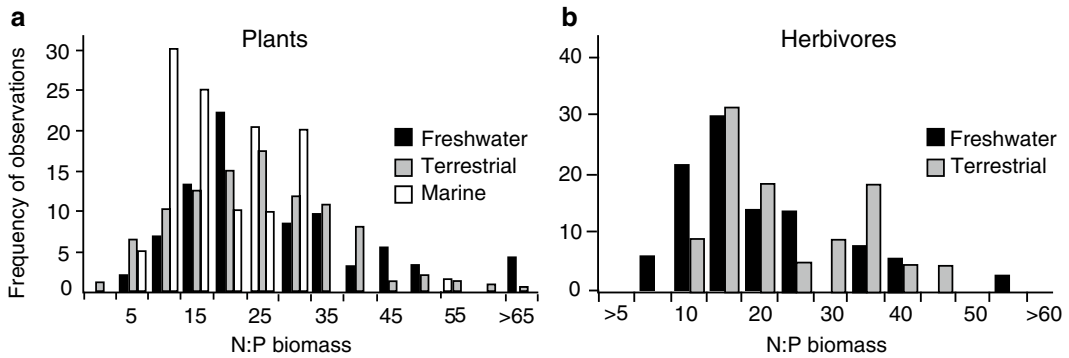 a
Plants
Frequency of observations
30
25
20
15
10
5
0
Freshwater
Terrestrial
Marine
5 15 25 35 45 55 >65
N:P biomass
b
Herbivores
40
30
20
10
0
Freshwater
Terrestrial
>5 10 20 30 40 50 >60
N:P biomass